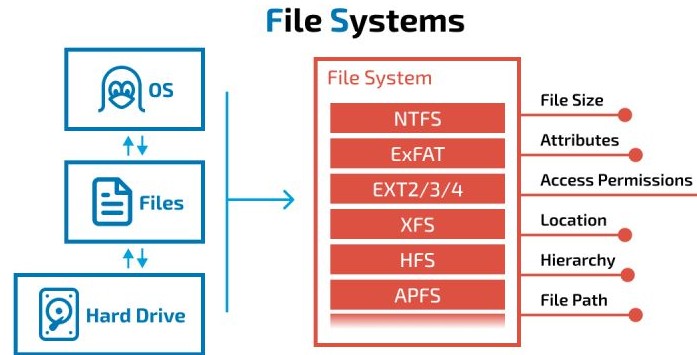 File Systems
OS
Files
Hard Drive
File System
NTFS
ExFAT
EXT2/3/4
XFS
HFS
APFS
File Size
Attributes
Access Permissions
Location
Hierarchy
File Path